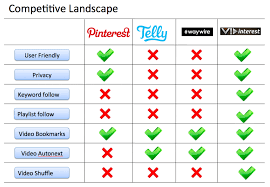 Competitive Landscape
Pinterest Telly #waywire Vinterest
User Friendly
Privacy
Keyword follow
Playlist follow
Video Bookmarks
Video Autonext
Video Shuffle